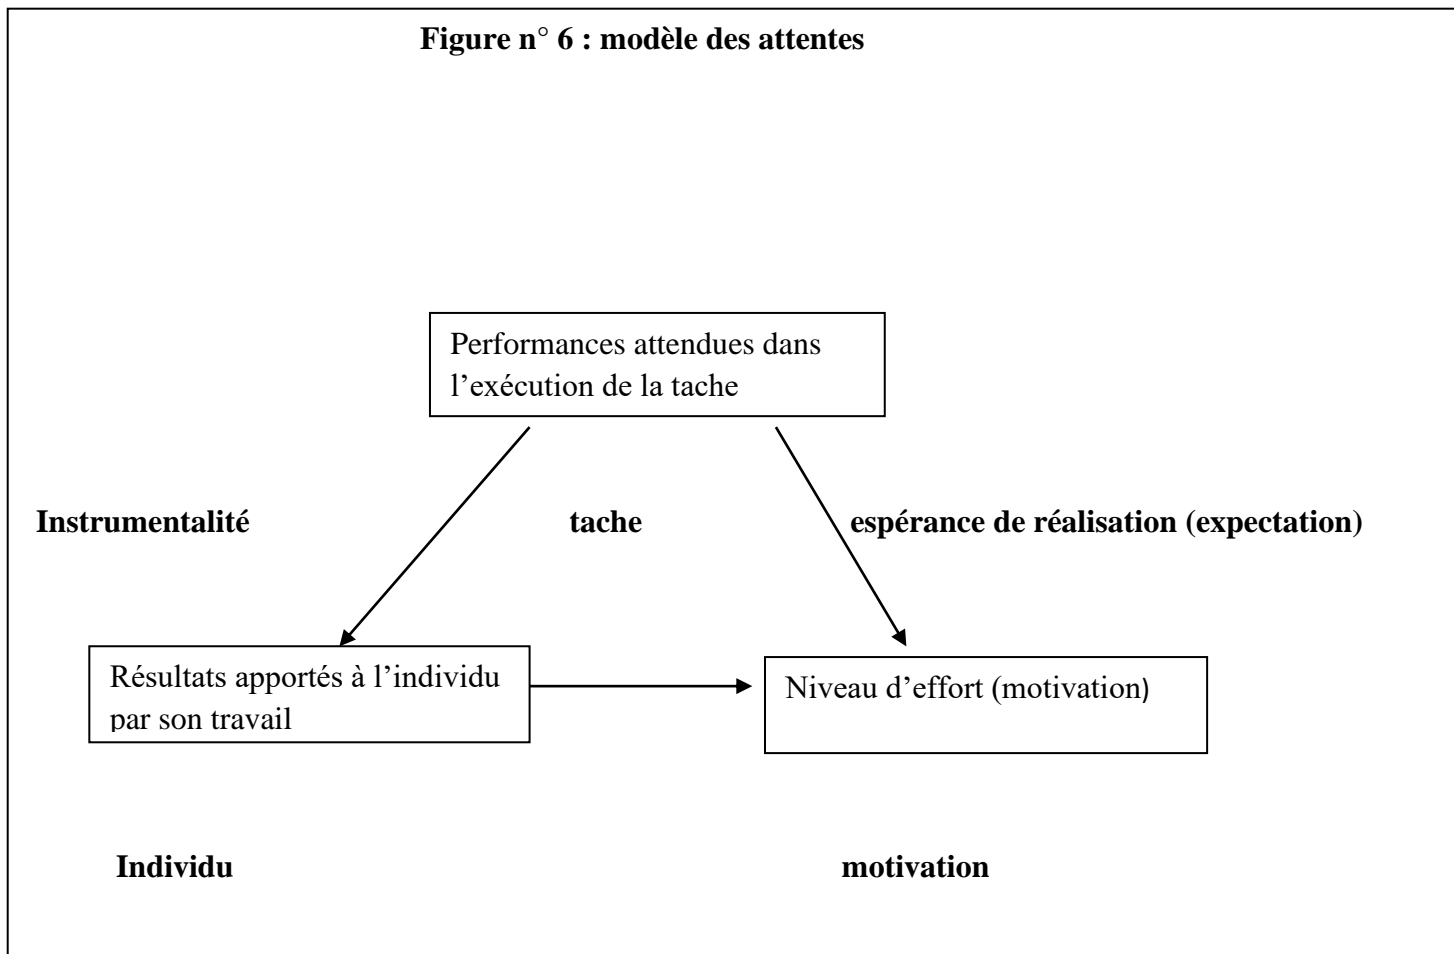 Figure n° 6 : modèle des attentes
Performances attendues dans
l’exécution de la tache
Instrumentalité
tache
espérance de réalisation (expectation)
Résultats apportés à l’individu
par son travail
Niveau d’effort (motivation)
Individu
motivation